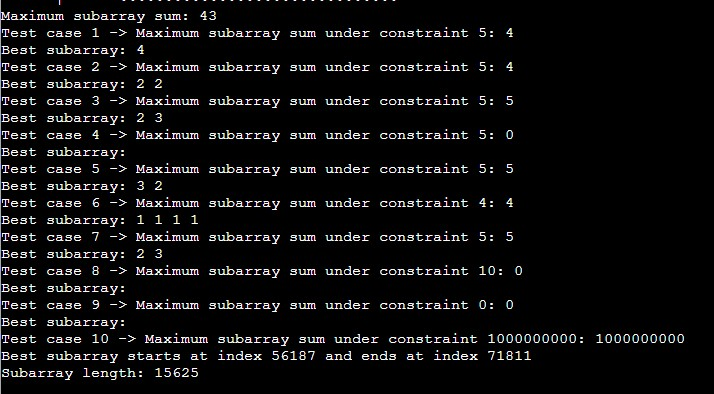 Maximum subarray sum: 43
Test case 1 -> Maximum subarray sum under constraint 5: 4
Best subarray: 4
Test case 2 -> Maximum subarray sum under constraint 5: 4
Best subarray: 2 2
Test case 3 -> Maximum subarray sum under constraint 5: 5
Best subarray: 2 3
Test case 4 -> Maximum subarray sum under constraint 5: 0
Best subarray:
Test case 5 -> Maximum subarray sum under constraint 5: 5
Best subarray: 3 2
Test case 6 -> Maximum subarray sum under constraint 4: 4
Best subarray: 1 1 1 1
Test case 7 -> Maximum subarray sum under constraint 5: 5
Best subarray: 2 3
Test case 8 -> Maximum subarray sum under constraint 10: 0
Best subarray:
Test case 9 -> Maximum subarray sum under constraint 0: 0
Best subarray:
Test case 10 -> Maximum subarray sum under constraint 1000000000: 1000000000
Best subarray starts at index 56187 and ends at index 71811
Subarray length: 15625